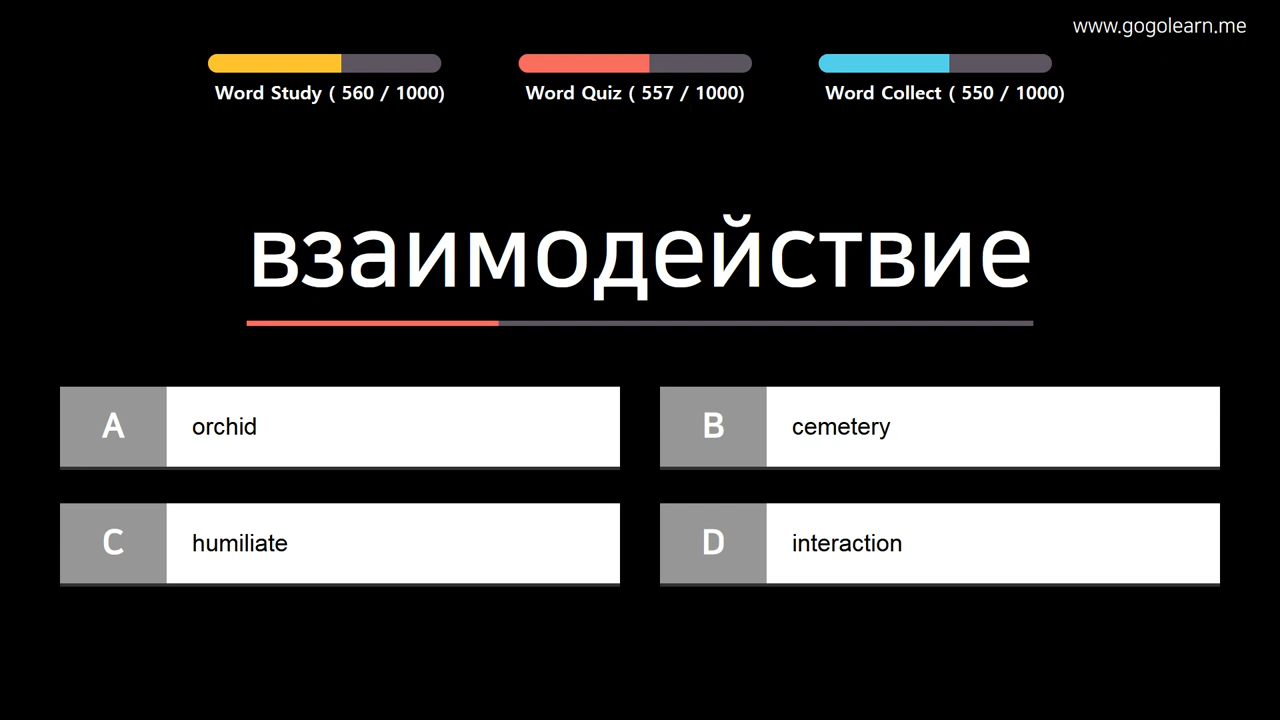 www.gogolearn.me
Word Study ( 560 / 1000)
Word Quiz ( 557 / 1000)
Word Collect ( 550 / 1000)
взаимодействие
A orchid
B cemetery
C humiliate
D interaction